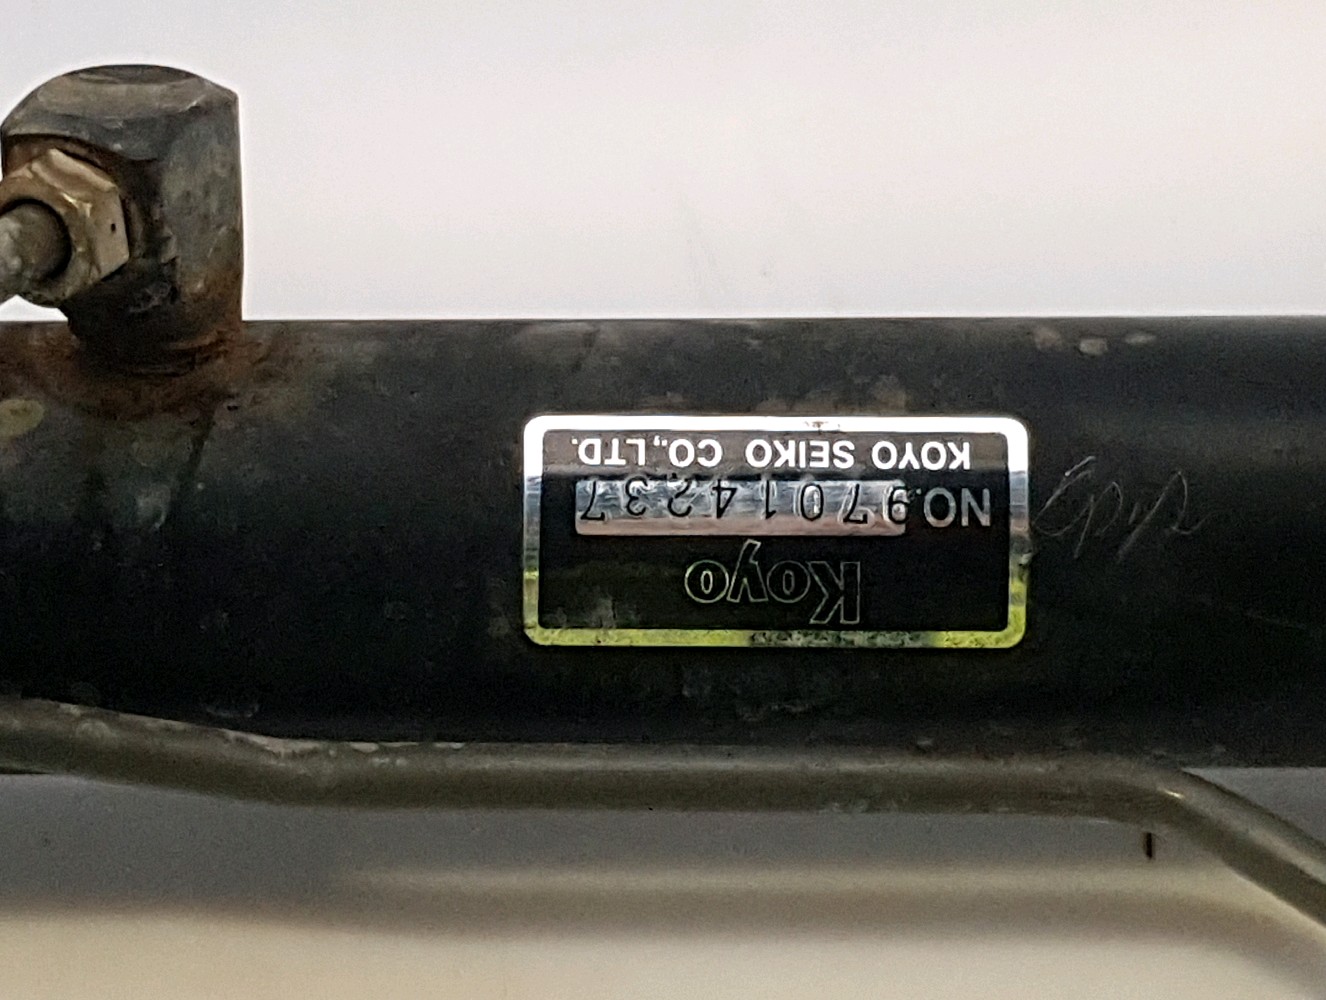 Koyo
NO.97014237
KOYO SEIKO CO.,LTD.